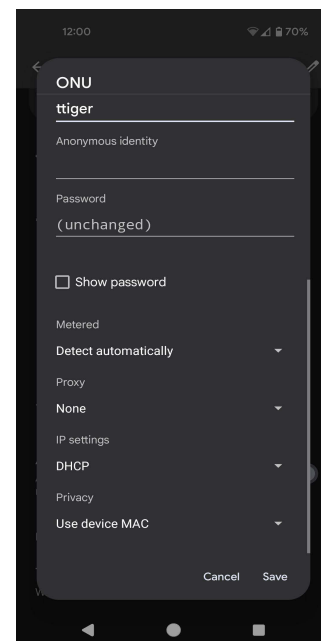 12:00
70%
ONU
ttiger
Anonymous identity
Password
(unchanged)
Show password
Metered
Detect automatically
Proxy
None
IP settings
DHCP
Privacy
Use device MAC
Cancel Save